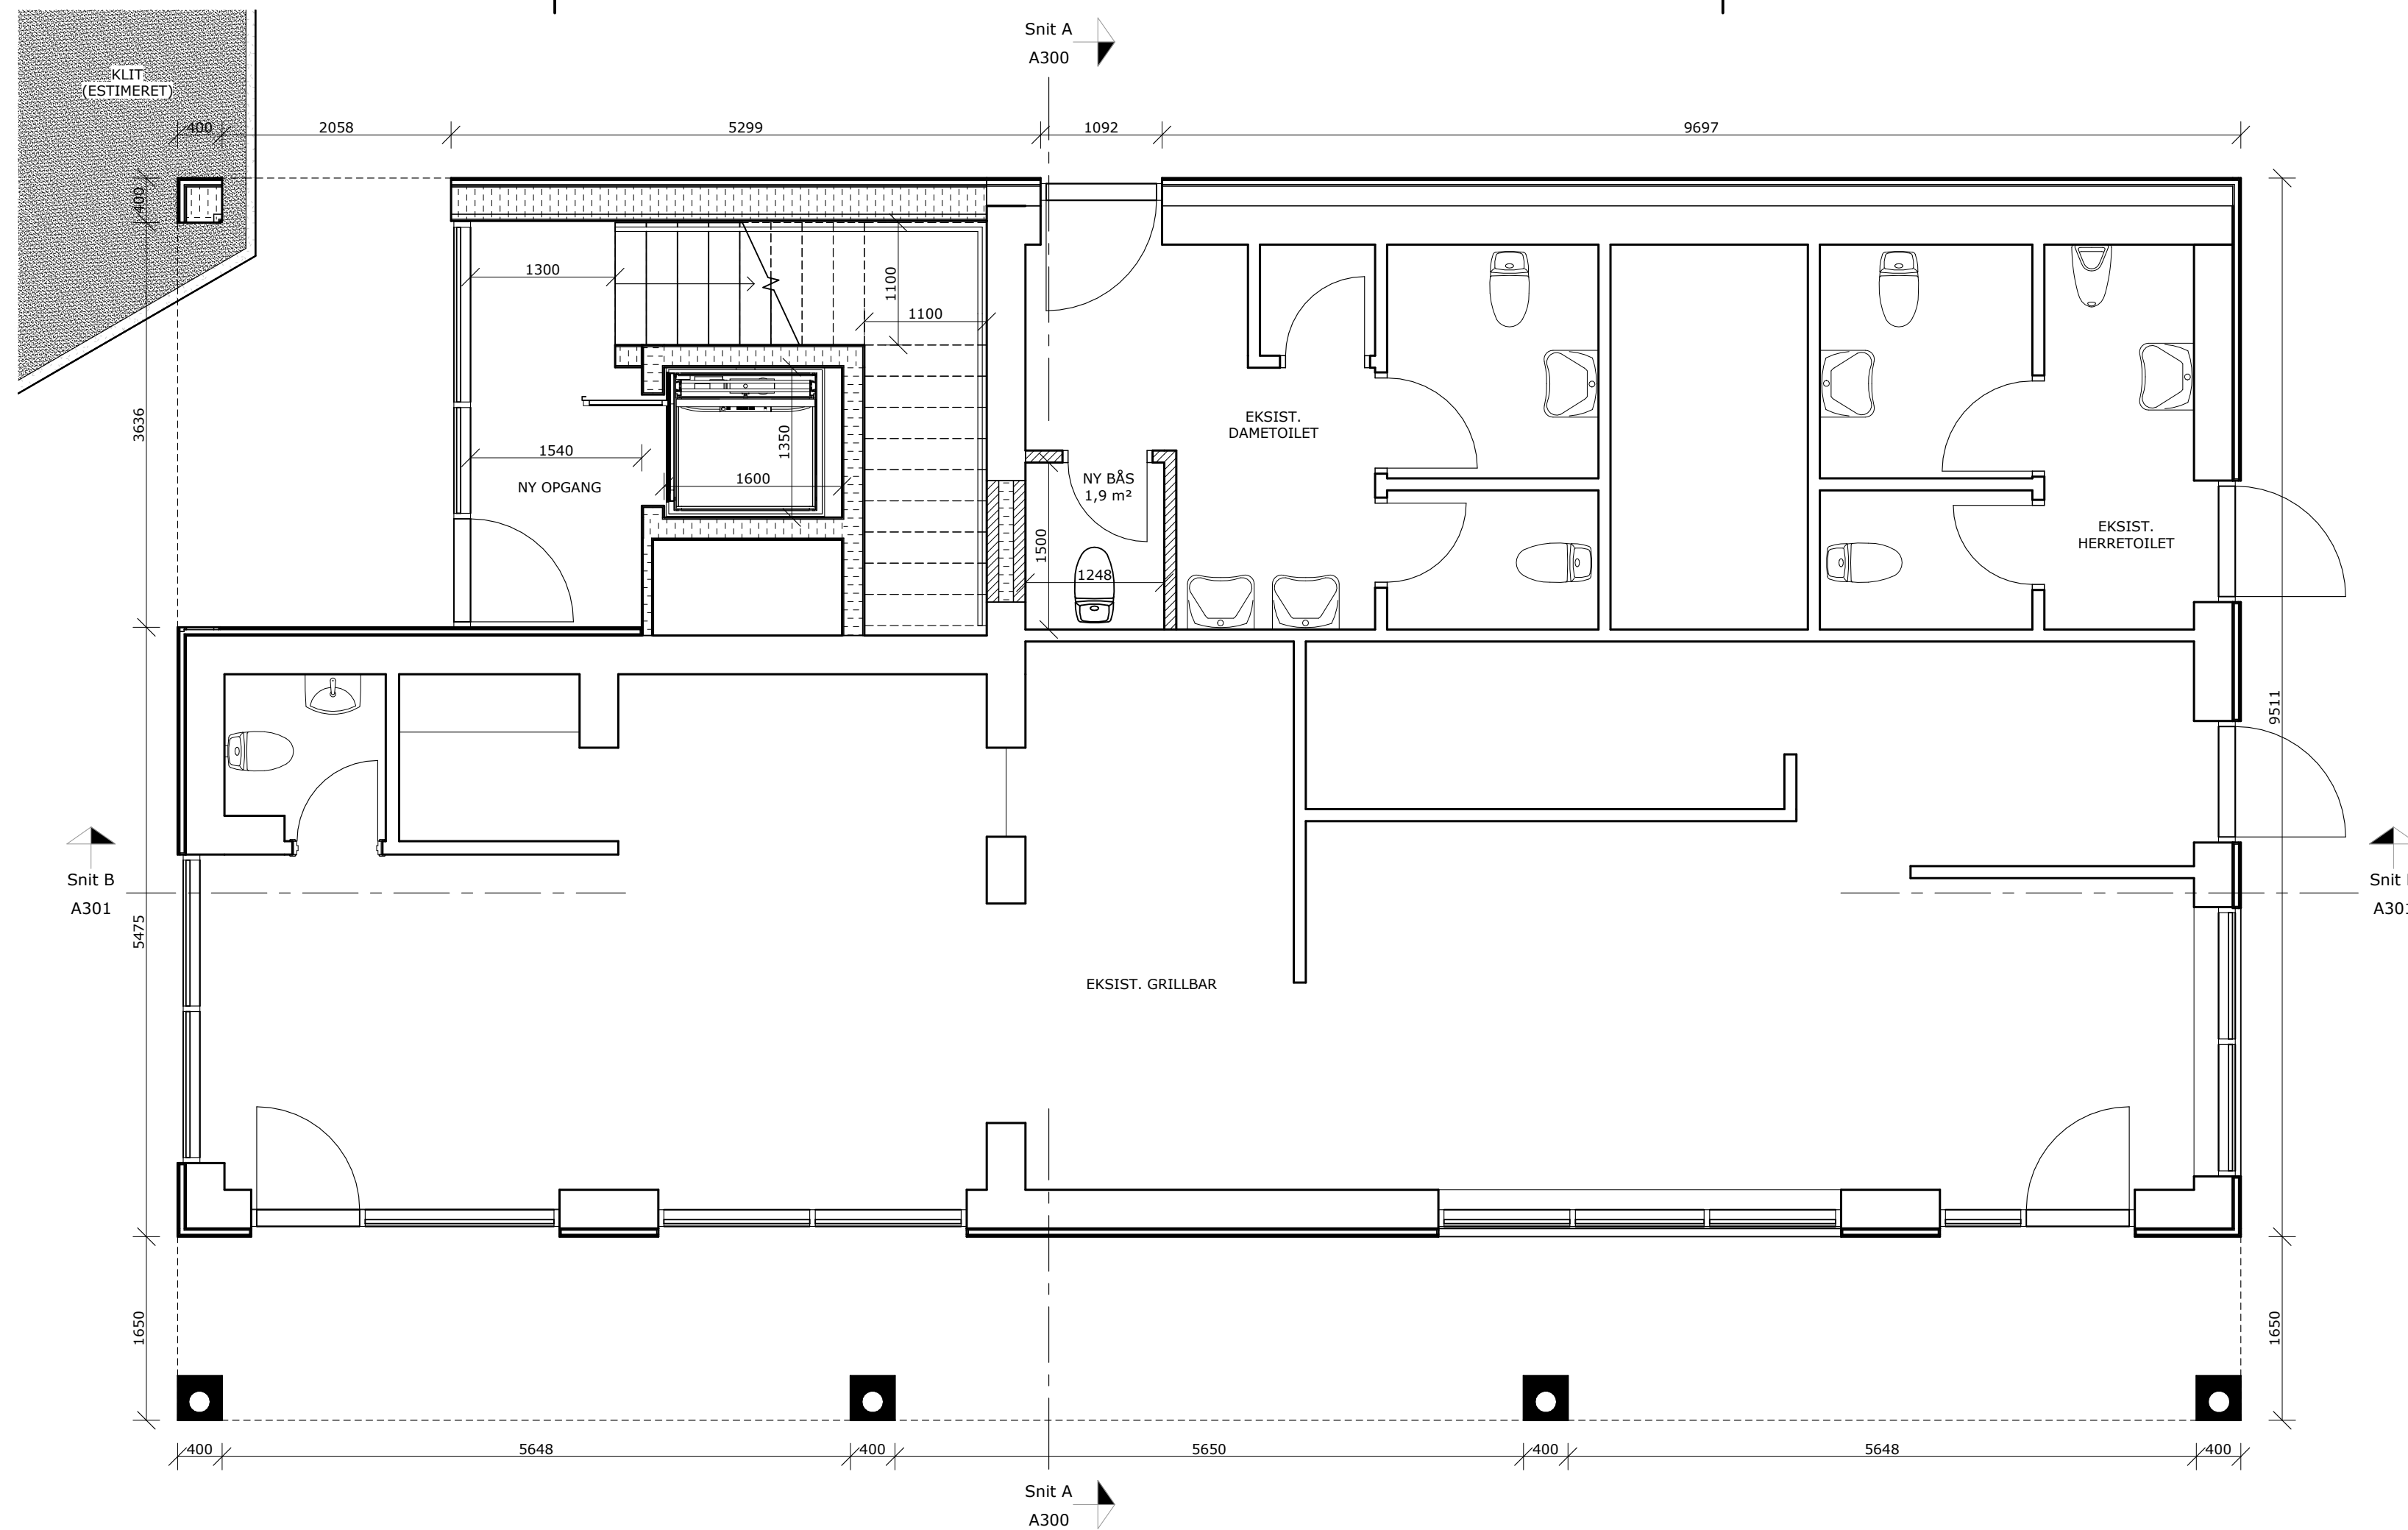 Snit A
A300
KLIT
(ESTIMERET)
400
2058
5299
1092
9697
400
1300
1100
1100
3636
1350
1540
1600
NY OPGANG
EKSIST.
DAMETOILET
NY BÅS
1,9 m²
1500
1248
EKSIST.
HERRETOILET
9511
Snit B
A301
Snit
A301
5475
EKSIST. GRILLBAR
1650
1650
400
5648
400
5650
400
5648
400
Snit A
A300